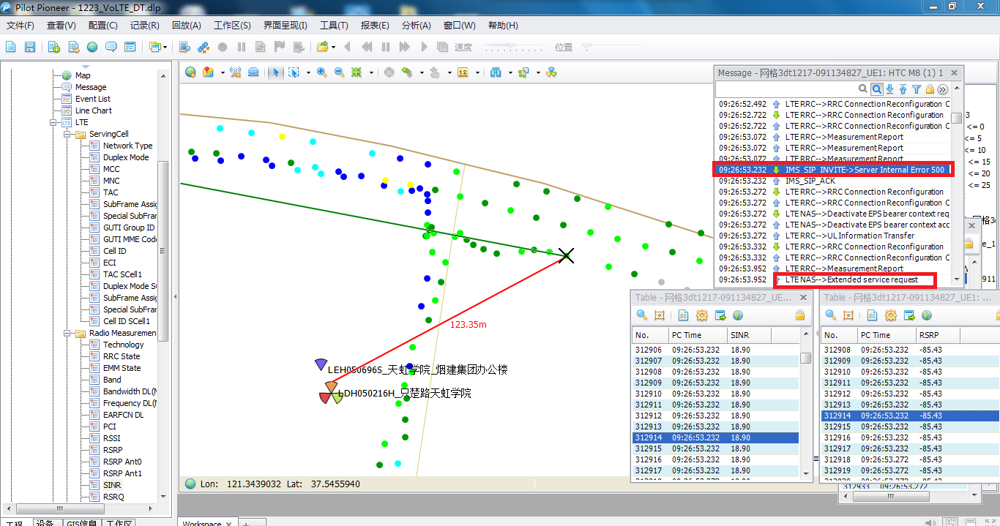 Pilot Pioneer - 1223_VoLTE_DT.dlp
文件(F) 查看(V) 配置(C) 记录(R) 回放(A) 工作区(S) 界面呈现(I) 工具(T) 报表(E) 分析(A) 窗口(W) 帮助(H)
速度 位置
Map
Message
Event List
Line Chart
LTE
ServingCell
Network Type
Duplex Mode
MCC
MNC
TAC
SubFrame Assig
Special SubFrar
GUTI Group ID
GUTI MME Code
Cell ID
ECI
TAC SCell1
Duplex Mode SC
SubFrame Assig
Special SubFrar
Cell ID SCell1
Radio Measuremen
Technology
RRC State
EMM State
Band
Bandwidth DL(M
Frequency DL(M
EARFCN DL
PCI
RSSI
RSRP
RSRP Ant0
RSRP Ant1
SINR
RSRQ
工程 设备 GIS信息 工作区
123.35m
LEH050696S_天虹学院_烟建集团办公楼
LDH050216H_只楚路天虹学院
Lon: 121.3439032 Lat: 37.5455940
Workspace
Message - 网格3dt1217-091134827_UE1: HTC M8 (1) 1
09:26:52.492 LTE RRC-->RRC Connection Reconfiguration C
09:26:52.722 LTE RRC-->RRC Connection Reconfiguration
09:26:52.722 LTE RRC-->RRC Connection Reconfiguration C
09:26:53.072 LTE RRC-->MeasurementReport
09:26:53.072 LTE RRC-->MeasurementReport
09:26:53.072 LTE RRC-->MeasurementReport
09:26:53.232 IMS_SIP_INVITE->Server Internal Error 500
09:26:53.232 IMS_SIP_ACK
09:26:53.272 LTE RRC-->RRC Connection Reconfiguration
09:26:53.272 LTE RRC-->RRC Connection Reconfiguration C
09:26:53.272 LTE NAS-->Deactivate EPS bearer context req
09:26:53.272 LTE NAS-->Deactivate EPS bearer context acc
09:26:53.272 LTE RRC-->UL Information Transfer
09:26:53.332 LTE RRC-->RRC Connection Reconfiguration
09:26:53.332 LTE RRC-->RRC Connection Reconfiguration C
09:26:53.952 LTE RRC-->MeasurementReport
09:26:53.952 LTE NAS-->Extended service request
<= 0
<= 5
<= 10
<= 15
<= 20
<= 25
Table - 网格3dt1217-091134827_UE...
No. PC Time SINR
312906 09:26:53.232 18.90
312907 09:26:53.232 18.90
312908 09:26:53.232 18.90
312909 09:26:53.232 18.90
312910 09:26:53.232 18.90
312911 09:26:53.232 18.90
312912 09:26:53.232 18.90
312913 09:26:53.232 18.90
312914 09:26:53.232 18.90
312915 09:26:53.232 18.90
312916 09:26:53.232 18.90
312917 09:26:53.232 18.90
Table - 网格3dt1217-091134827_UE1: ...
No. PC Time RSRP
312908 09:26:53.232 -85.43
312909 09:26:53.232 -85.43
312910 09:26:53.232 -85.43
312911 09:26:53.232 -85.43
312912 09:26:53.232 -85.43
312913 09:26:53.232 -85.43
312914 09:26:53.232 -85.43
312915 09:26:53.232 -85.43
312916 09:26:53.232 -85.43
312917 09:26:53.232 -85.43
312918 09:26:53.272 -85.43
312919 09:26:53.272 -85.43
312933 09:26:53.272